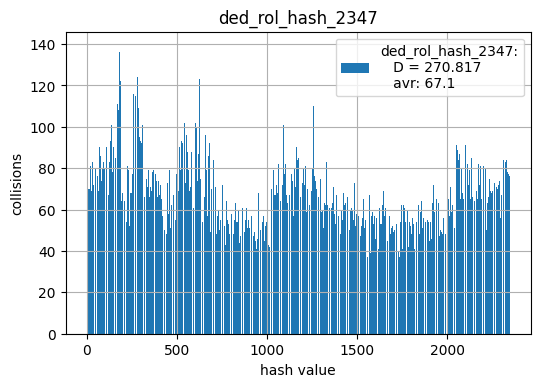 ded_rol_hash_2347
ded_rol_hash_2347:
D = 270.817
avr: 67.1
collisions
140
120
100
80
60
40
20
0
0 500 1000 1500 2000
hash value